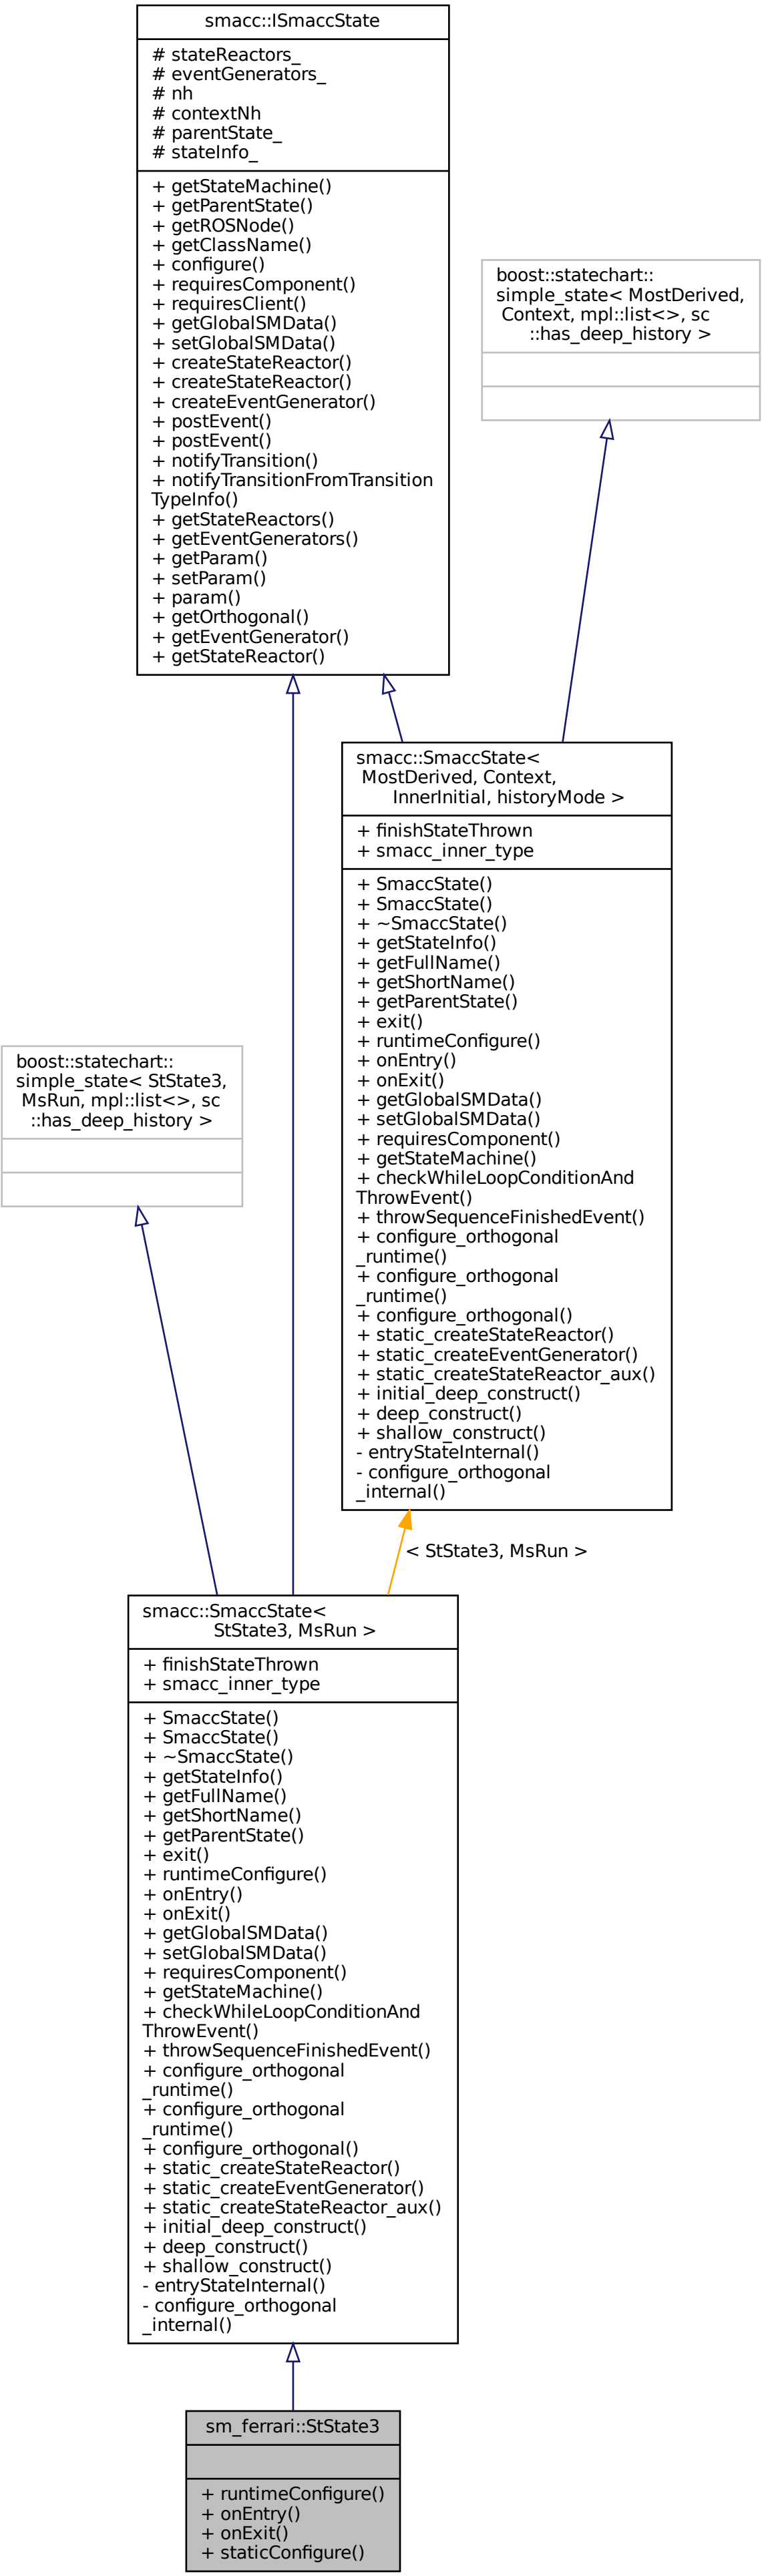 smacc::ISmaccState
# stateReactors_
# eventGenerators_
# nh
# contextNh
# parentState_
# stateInfo_
+ getStateMachine()
+ getParentState()
+ getROSNode()
+ getClassName()
+ configure()
+ requiresComponent()
+ requiresClient()
+ getGlobalSMData()
+ setGlobalSMData()
+ createStateReactor()
+ createStateReactor()
+ createEventGenerator()
+ postEvent()
+ postEvent()
+ notifyTransition()
+ notifyTransitionFromTransition
TypeInfo()
+ getStateReactors()
+ getEventGenerators()
+ getParam()
+ setParam()
+ param()
+ getOrthogonal()
+ getEventGenerator()
+ getStateReactor()
boost::statechart::
simple_state< MostDerived,
Context, mpl::list<>, sc
::has_deep_history >
smacc::SmaccState<
MostDerived, Context,
InnerInitial, historyMode >
+ finishStateThrown
+ smacc_inner_type
+ SmaccState()
+ SmaccState()
+ ~SmaccState()
+ getStateInfo()
+ getFullName()
+ getShortName()
+ getParentState()
+ exit()
+ runtimeConfigure()
+ onEntry()
+ onExit()
+ getGlobalSMData()
+ setGlobalSMData()
+ requiresComponent()
+ getStateMachine()
+ checkWhileLoopConditionAnd
ThrowEvent()
+ throwSequenceFinishedEvent()
+ configure_orthogonal
_runtime()
+ configure_orthogonal
_runtime()
+ configure_orthogonal()
+ static_createStateReactor()
+ static_createEventGenerator()
+ static_createStateReactor_aux()
+ initial_deep_construct()
+ deep_construct()
+ shallow_construct()
- entryStateInternal()
- configure_orthogonal
_internal()
boost::statechart::
simple_state< StState3,
MsRun, mpl::list<>, sc
::has_deep_history >
< StState3, MsRun >
smacc::SmaccState<
StState3, MsRun >
+ finishStateThrown
+ smacc_inner_type
+ SmaccState()
+ SmaccState()
+ ~SmaccState()
+ getStateInfo()
+ getFullName()
+ getShortName()
+ getParentState()
+ exit()
+ runtimeConfigure()
+ onEntry()
+ onExit()
+ getGlobalSMData()
+ setGlobalSMData()
+ requiresComponent()
+ getStateMachine()
+ checkWhileLoopConditionAnd
ThrowEvent()
+ throwSequenceFinishedEvent()
+ configure_orthogonal
_runtime()
+ configure_orthogonal
_runtime()
+ configure_orthogonal()
+ static_createStateReactor()
+ static_createEventGenerator()
+ static_createStateReactor_aux()
+ initial_deep_construct()
+ deep_construct()
+ shallow_construct()
- entryStateInternal()
- configure_orthogonal
_internal()
sm_ferrari::StState3
+ runtimeConfigure()
+ onEntry()
+ onExit()
+ staticConfigure()